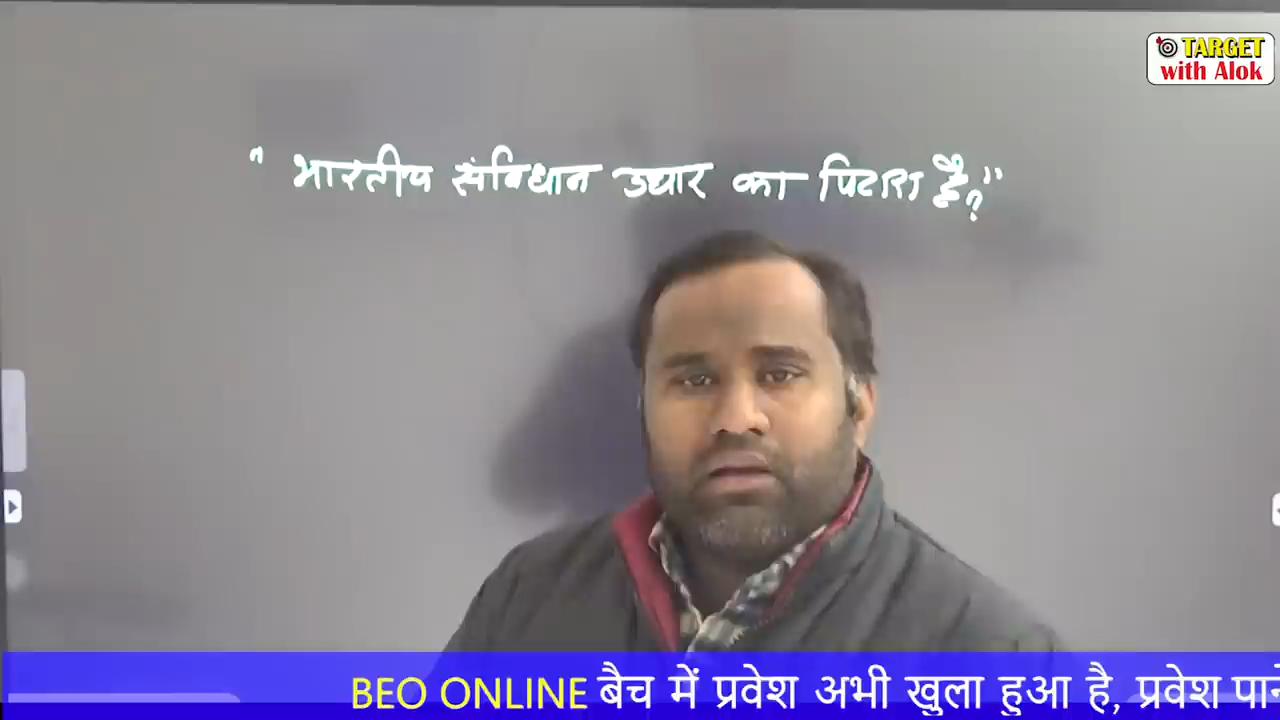 TARGET
with Alok
"भारतीय संविधान उधार का पिटारा है?"
BEO ONLINE बैच में प्रवेश अभी खुला हुआ है, प्रवेश पाने